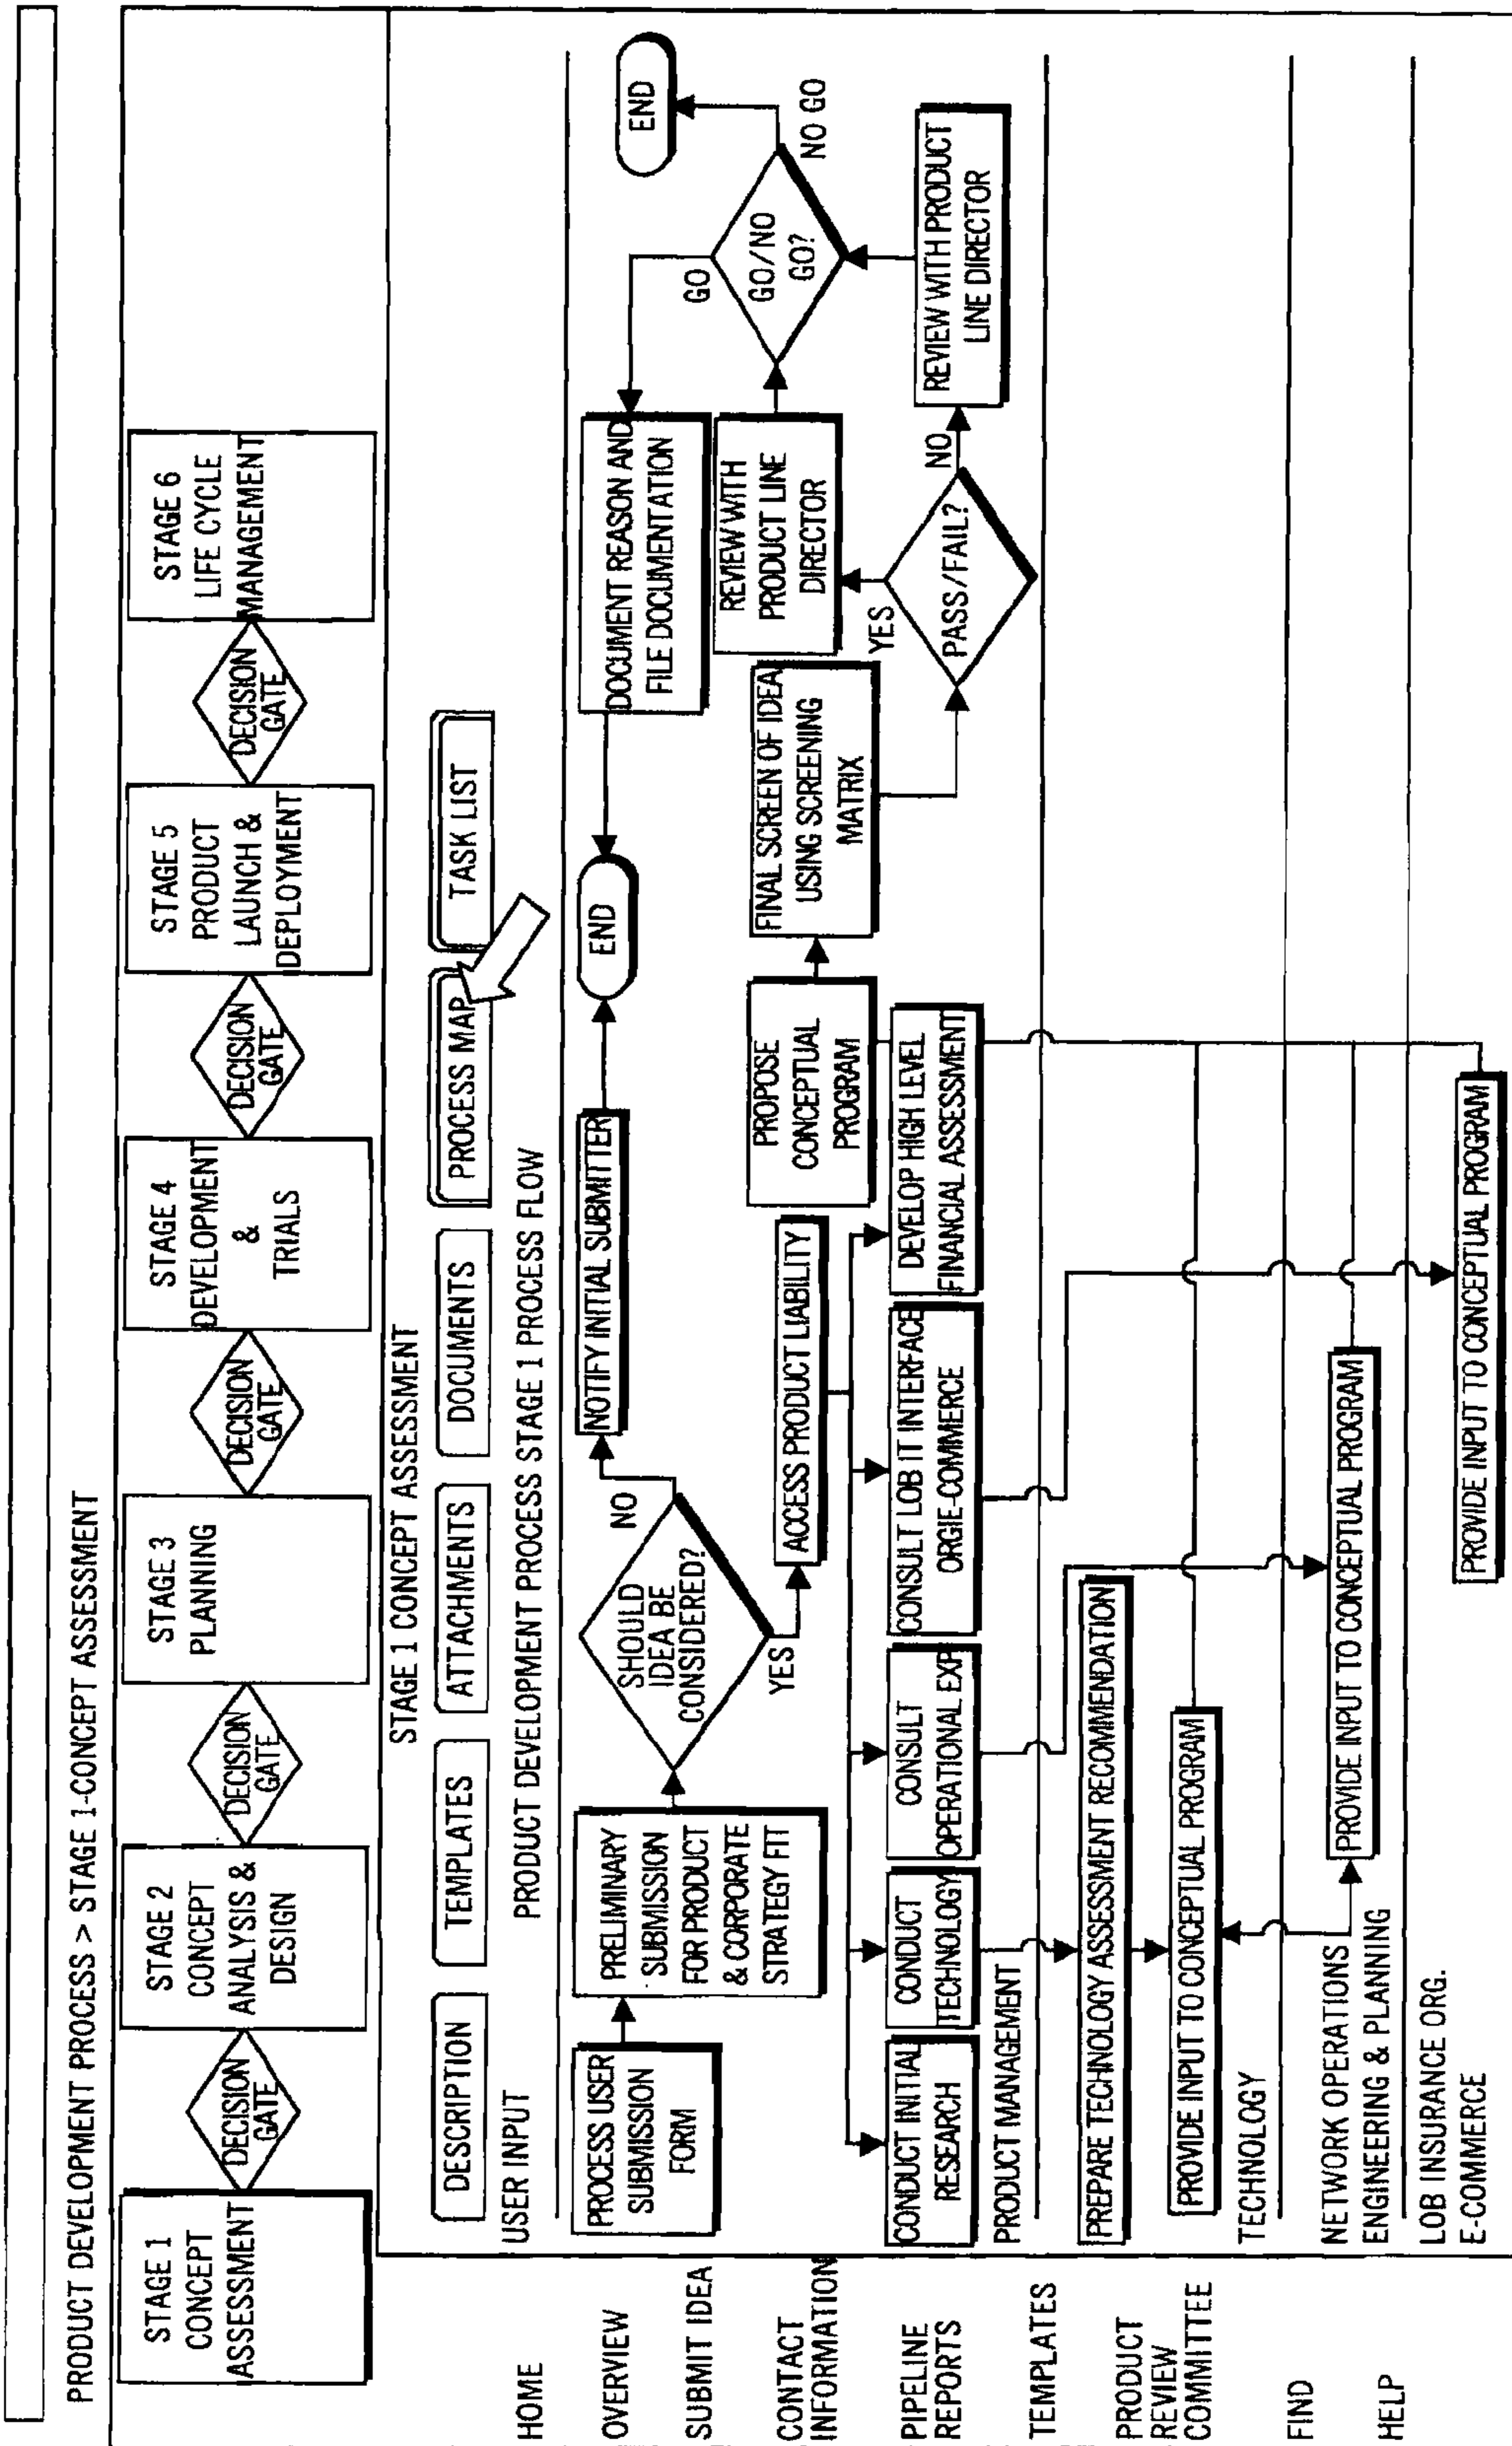 PRODUCT DEVELOPMENT PROCESS > STAGE 1-CONCEPT ASSESSMENT
STAGE 1
CONCEPT
ASSESSMENT
DECISION
GATE
STAGE 2
CONCEPT
ANALYSIS &
DESIGN
DECISION
GATE
STAGE 3
PLANNING
DECISION
GATE
STAGE 4
DEVELOPMENT
&
TRIALS
DECISION
GATE
STAGE 5
PRODUCT
LAUNCH &
DEPLOYMENT
DECISION
GATE
STAGE 6
LIFE CYCLE
MANAGEMENT
HOME
OVERVIEW
SUBMIT IDEA
CONTACT
INFORMATION
PIPELINE
REPORTS
TEMPLATES
PRODUCT
REVIEW
COMMITTEE
FIND
HELP
STAGE 1 CONCEPT ASSESSMENT
DESCRIPTION
TEMPLATES
ATTACHMENTS
DOCUMENTS
PROCESS MAP
TASK LIST
USER INPUT
PRODUCT DEVELOPMENT PROCESS STAGE 1 PROCESS FLOW
PROCESS USER
SUBMISSION
FORM
PRELIMINARY
SUBMISSION
FOR PRODUCT
& CORPORATE
STRATEGY FIT
SHOULD
IDEA BE
CONSIDERED?
NO
YES
NOTIFY INITIAL SUBMITTER
END
DOCUMENT REASON AND
FILE DOCUMENTATION
GO
GO/NO
GO?
NO GO
END
ACCESS PRODUCT LIABILITY
PROPOSE
CONCEPTUAL
PROGRAM
FINAL SCREEN OF IDEA
USING SCREENING
MATRIX
REVIEW WITH
PRODUCT LINE
DIRECTOR
YES
PASS/FAIL?
NO
REVIEW WITH PRODUCT
LINE DIRECTOR
CONDUCT INITIAL
RESEARCH
CONDUCT
TECHNOLOGY
CONSULT
OPERATIONAL EXP
CONSULT LOB IT INTERFACE
ORGIE-COMMERCE
DEVELOP HIGH LEVEL
FINANCIAL ASSESSMENT
PRODUCT MANAGEMENT
PREPARE TECHNOLOGY ASSESSMENT RECOMMENDATION
PROVIDE INPUT TO CONCEPTUAL PROGRAM
TECHNOLOGY
NETWORK OPERATIONS
ENGINEERING & PLANNING
PROVIDE INPUT TO CONCEPTUAL PROGRAM
LOB INSURANCE ORG.
E-COMMERCE
PROVIDE INPUT TO CONCEPTUAL PROGRAM